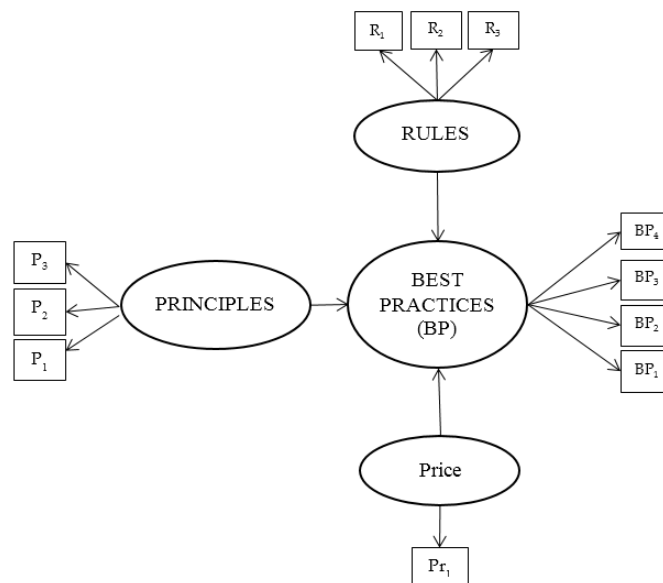 R₁
R₂
R₃
RULES
P₃
P₂
P₁
PRINCIPLES
BEST
PRACTICES
(BP)
BP₄
BP₃
BP₂
BP₁
Price
Pr₁